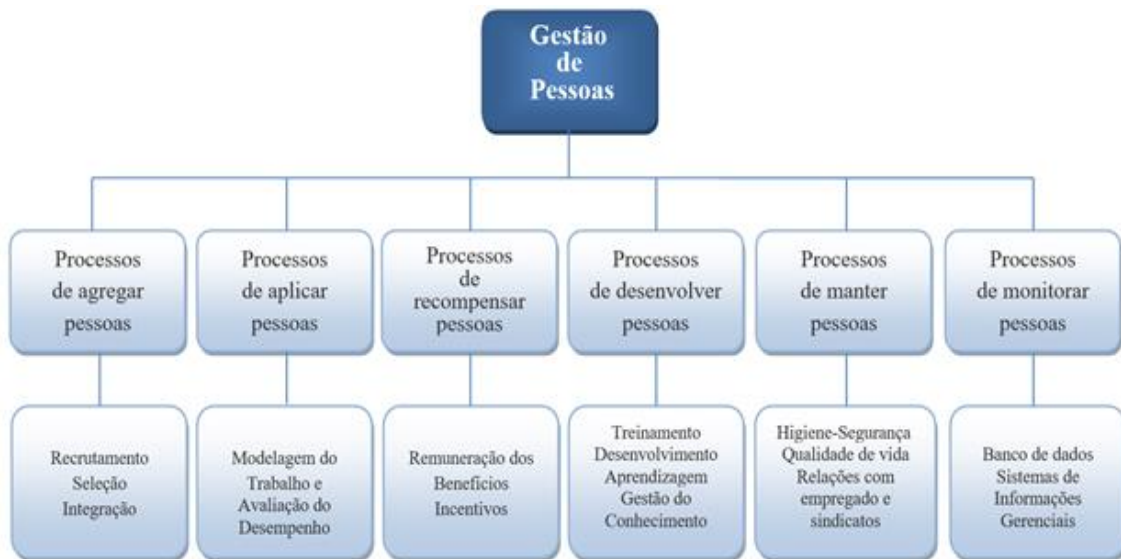 Gestão
de
Pessoas
Processos
de agregar
pessoas
Processos
de aplicar
pessoas
Processos
de
recompensar
pessoas
Processos
de desenvolver
pessoas
Processos
de manter
pessoas
Processos
de monitorar
pessoas
Recrutamento
Seleção
Integração
Modelagem do
Trabalho e
Avaliação do
Desempenho
Remuneração dos
Benefícios
Incentivos
Treinamento
Desenvolvimento
Aprendizagem
Gestão do
Conhecimento
Higiene-Segurança
Qualidade de vida
Relações com
empregado e
sindicatos
Banco de dados
Sistemas de
Informações
Gerenciais